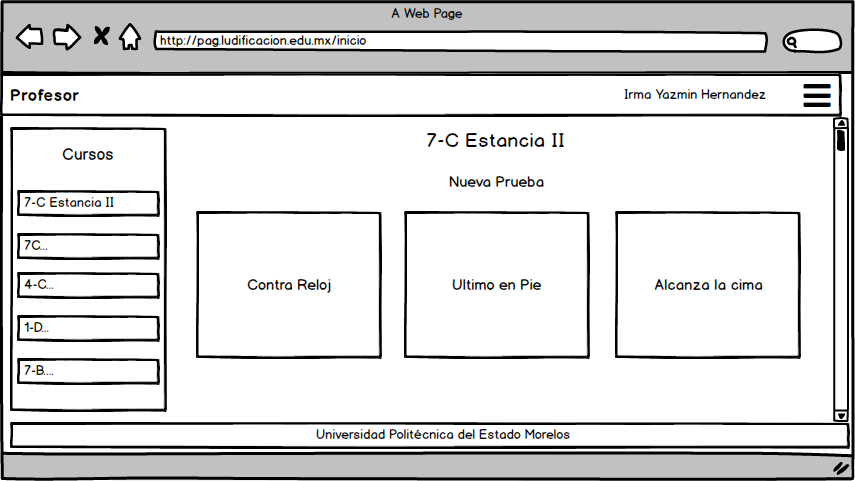 A Web Page
http://pag.ludificacion.edu.mx/inicio
Profesor
Irma Yazmin Hernandez
Cursos
7-C Estancia II
7C...
4-C...
1-D...
7-B....
7-C Estancia II
Nueva Prueba
Contra Reloj
Ultimo en Pie
Alcanza la cima
Universidad Politécnica del Estado Morelos